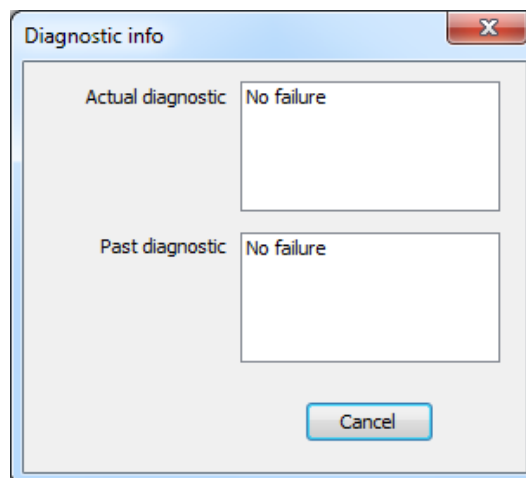 Diagnostic info
Actual diagnostic No failure
Past diagnostic No failure
Cancel